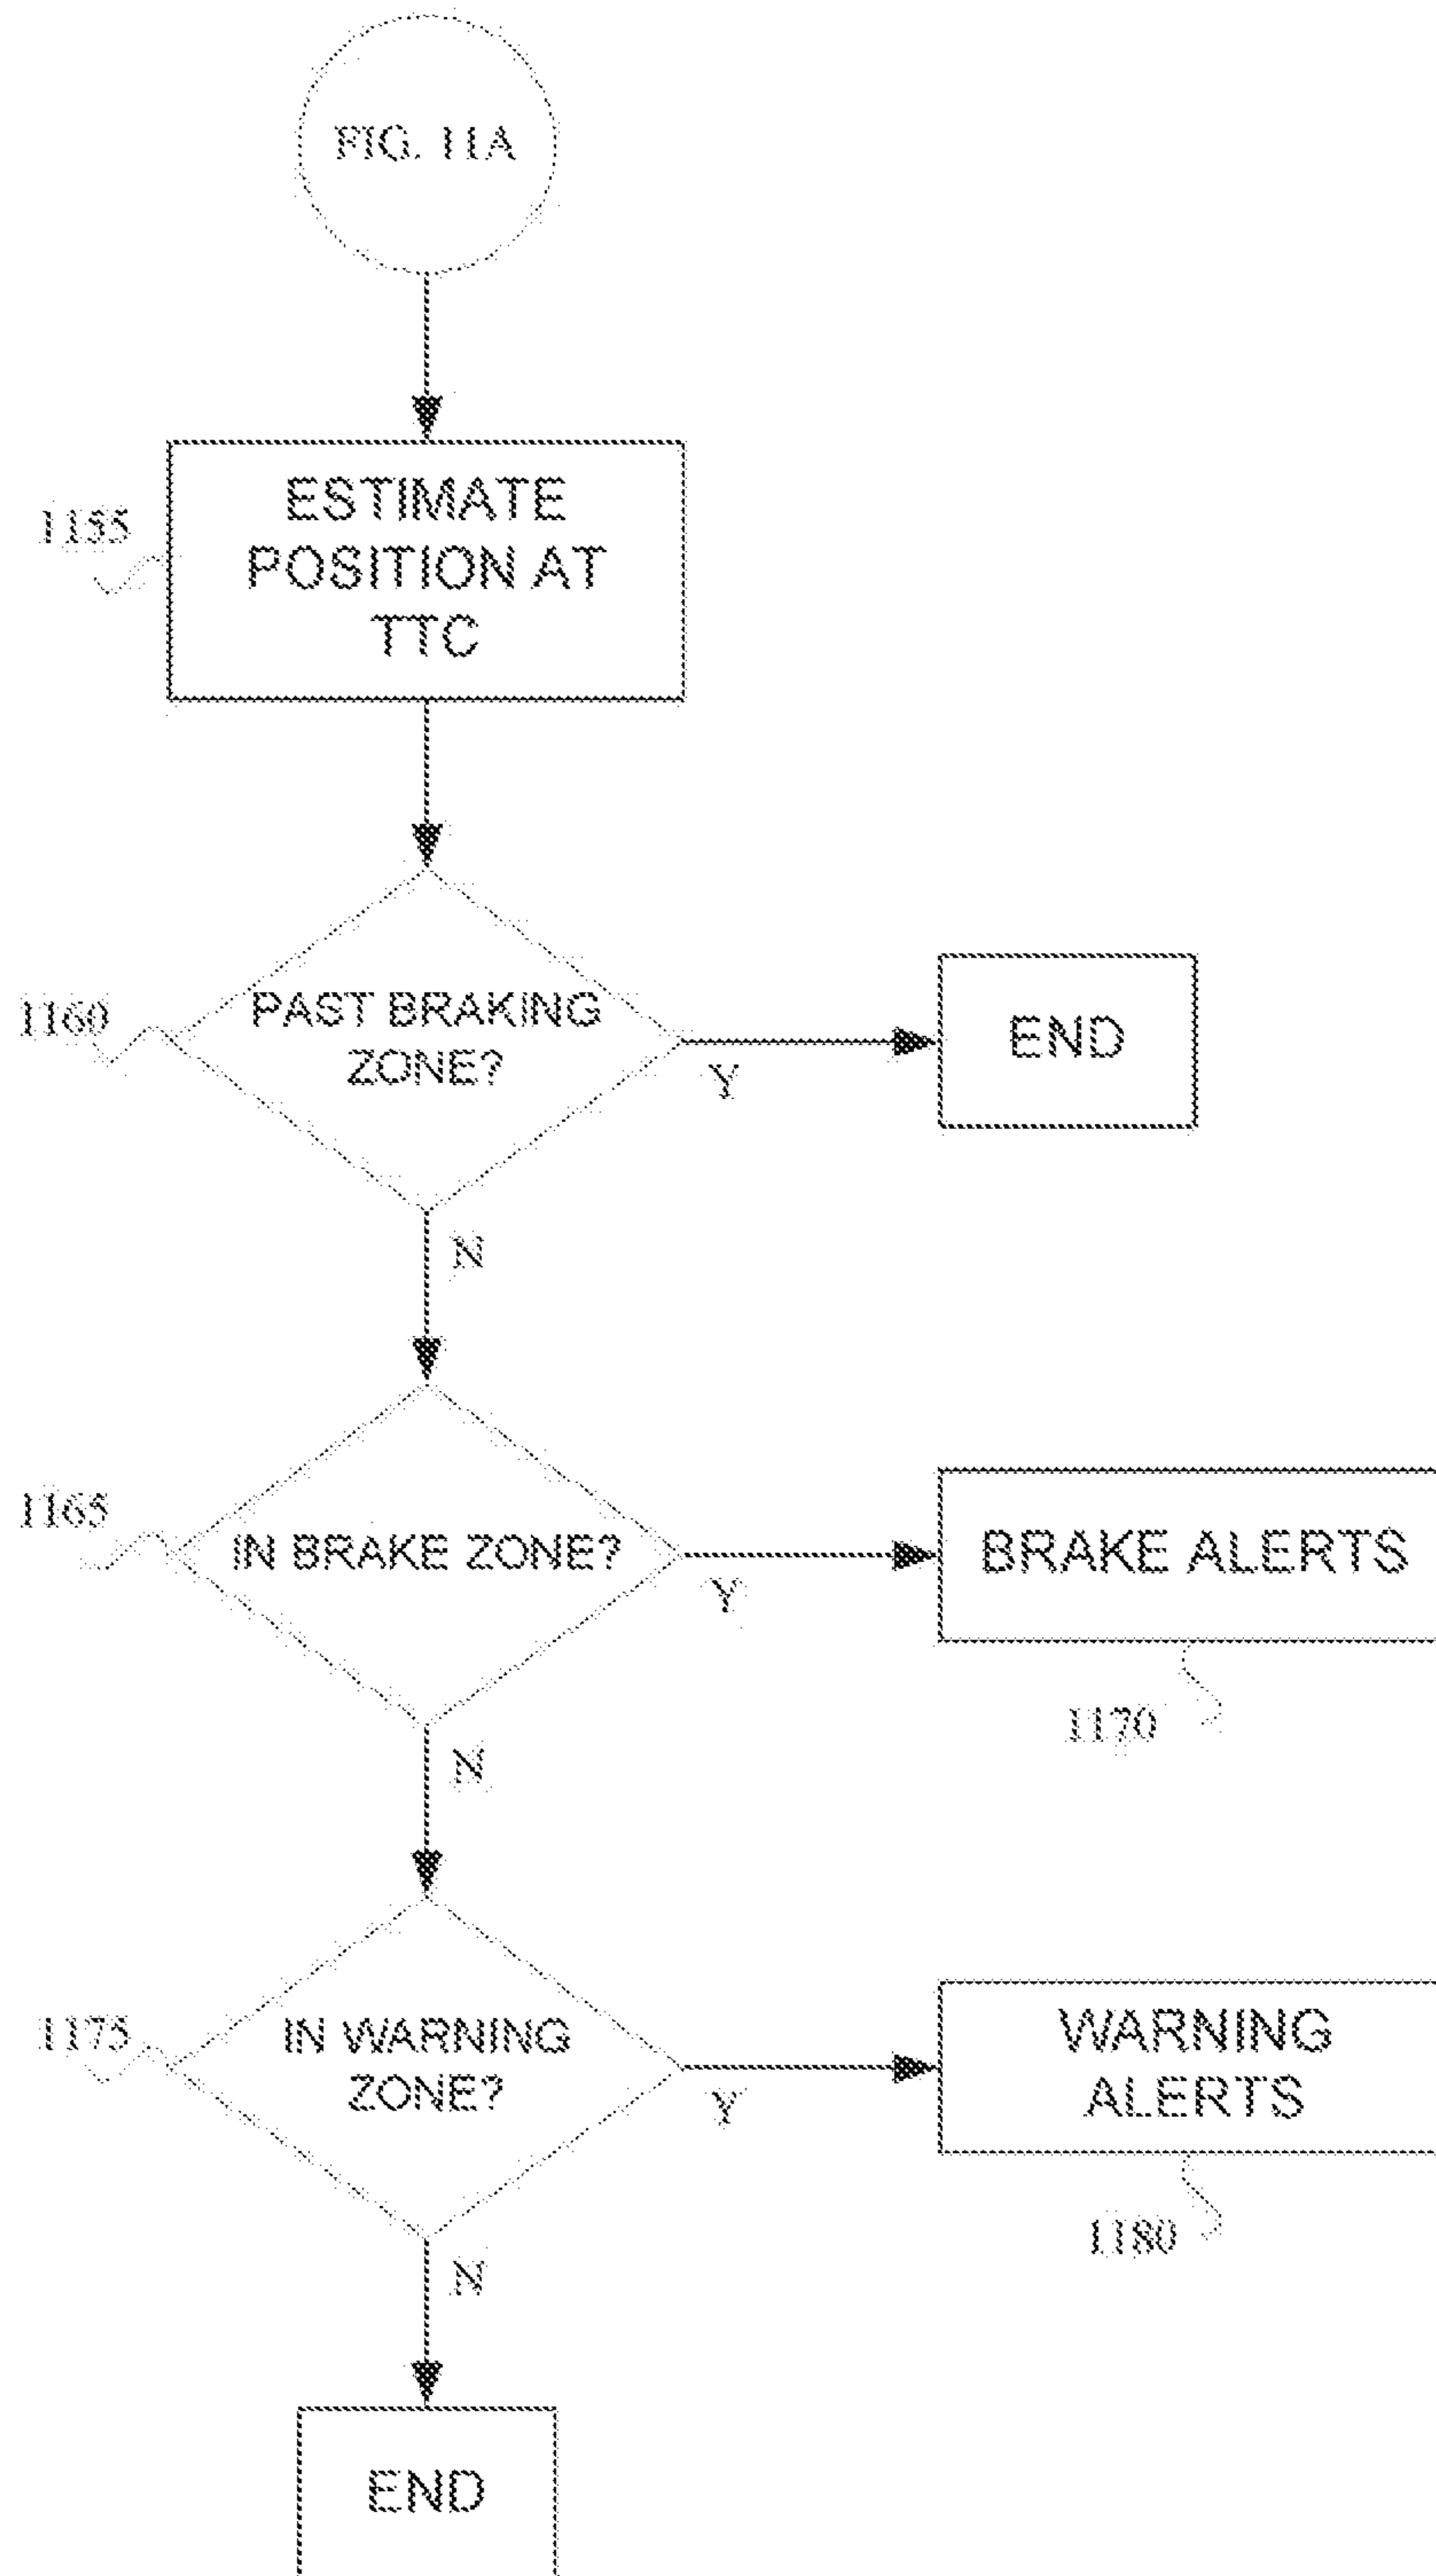 FIG. 11A
1155
ESTIMATE
POSITION AT
TTC
1160
PAST BRAKING
ZONE?
Y
END
N
1165
IN BRAKE ZONE?
Y
BRAKE ALERTS
1170
N
1175
IN WARNING
ZONE?
Y
WARNING
ALERTS
1180
N
END